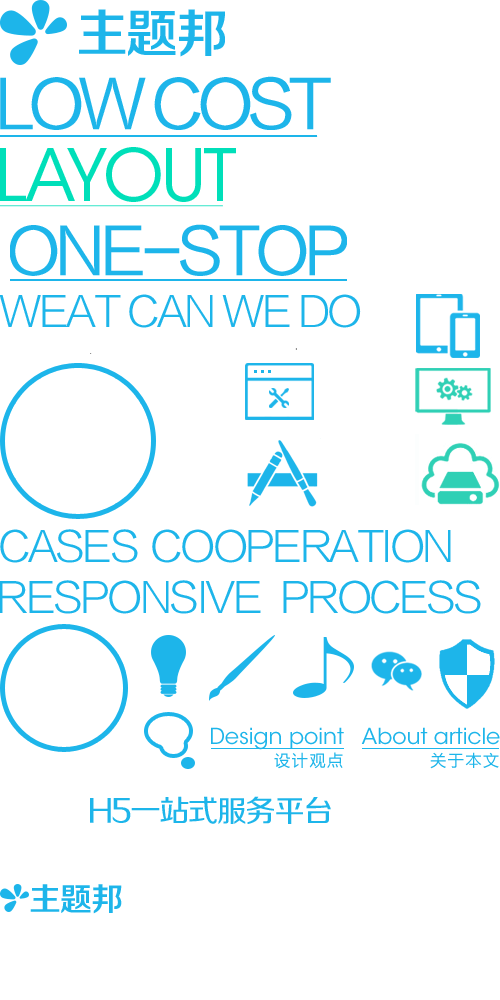 主题邦
LOW COST
LAYOUT
ONE-STOP
WEAT CAN WE DO
CASES COOPERATION
RESPONSIVE PROCESS
Design point
设计观点
About article
关于本文
H5一站式服务平台
主题邦